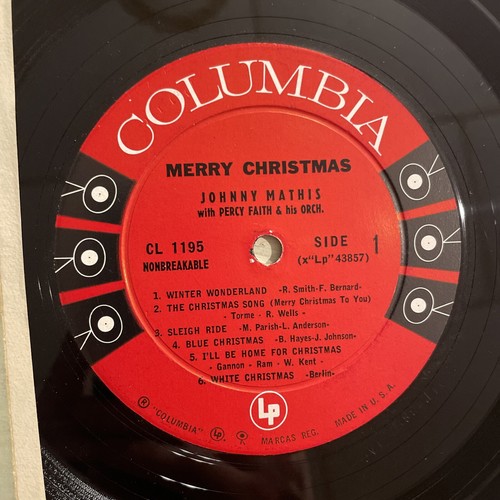 COLUMBIA
MERRY CHRISTMAS
JOHNNY MATHIS
with PERCY FAITH & his ORCH.
CL 1195
NONBREAKABLE
SIDE 1
(x"Lp"43857)
1. WINTER WONDERLAND -R. Smith-F. Bernard-
2. THE CHRISTMAS SONG (Merry Christmas To You)
- Torme - R. Wells -
3. SLEIGH RIDE -M. Parish-L. Anderson-
4. BLUE CHRISTMAS -B. Hayes-J. Johnson-
5. I'LL BE HOME FOR CHRISTMAS
- Gannon - Ram - W. Kent -
6. WHITE CHRISTMAS -Berlin-
Lp
® "COLUMBIA" MARCAS REG. MADE IN U.S.A.